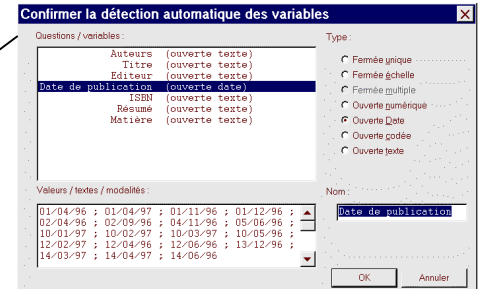 Confirmer la détection automatique des variables
Questions / variables :
Auteurs (ouverte texte)
Titre (ouverte texte)
Editeur (ouverte texte)
Date de publication (ouverte date)
ISBN (ouverte texte)
Résumé (ouverte texte)
Matière (ouverte texte)
Type :
Fermée unique
Fermée échelle
Fermée multiple
Ouverte numérique
Ouverte Date
Ouverte codée
Ouverte texte
Valeurs / textes / modalités :
01/04/96 ; 01/04/97 ; 01/11/96 ; 01/12/96 ;
02/04/96 ; 02/09/96 ; 04/11/96 ; 05/06/96 ;
10/01/97 ; 10/02/97 ; 10/03/97 ; 10/05/96 ;
12/02/97 ; 12/04/96 ; 12/06/96 ; 13/12/96 ;
14/03/97 ; 14/04/97 ; 14/06/96
Nom :
Date de publication
OK
Annuler